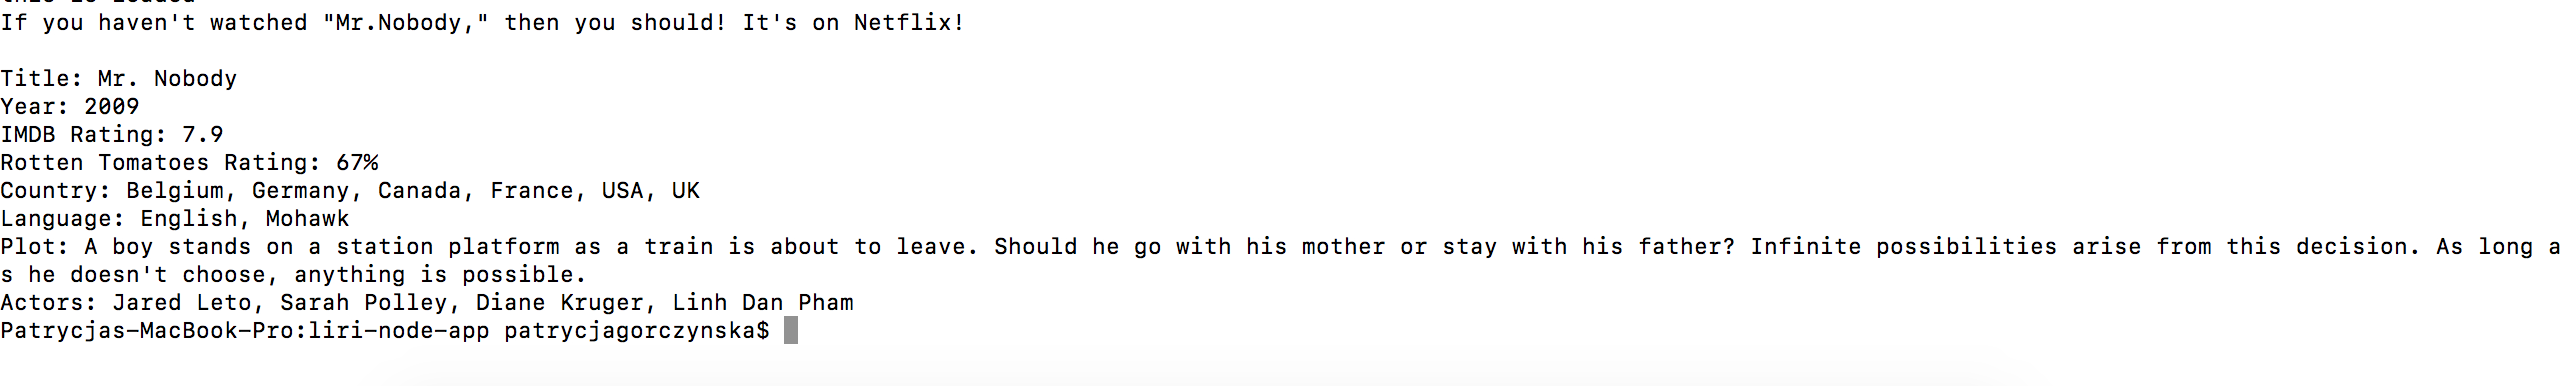 this is loaded
If you haven't watched "Mr.Nobody," then you should! It's on Netflix!
Title: Mr. Nobody
Year: 2009
IMDB Rating: 7.9
Rotten Tomatoes Rating: 67%
Country: Belgium, Germany, Canada, France, USA, UK
Language: English, Mohawk
Plot: A boy stands on a station platform as a train is about to leave. Should he go with his mother or stay with his father? Infinite possibilities arise from this decision. As long a
s he doesn't choose, anything is possible.
Actors: Jared Leto, Sarah Polley, Diane Kruger, Linh Dan Pham
Patrycjas-MacBook-Pro:liri-node-app patrycjagorczynska$